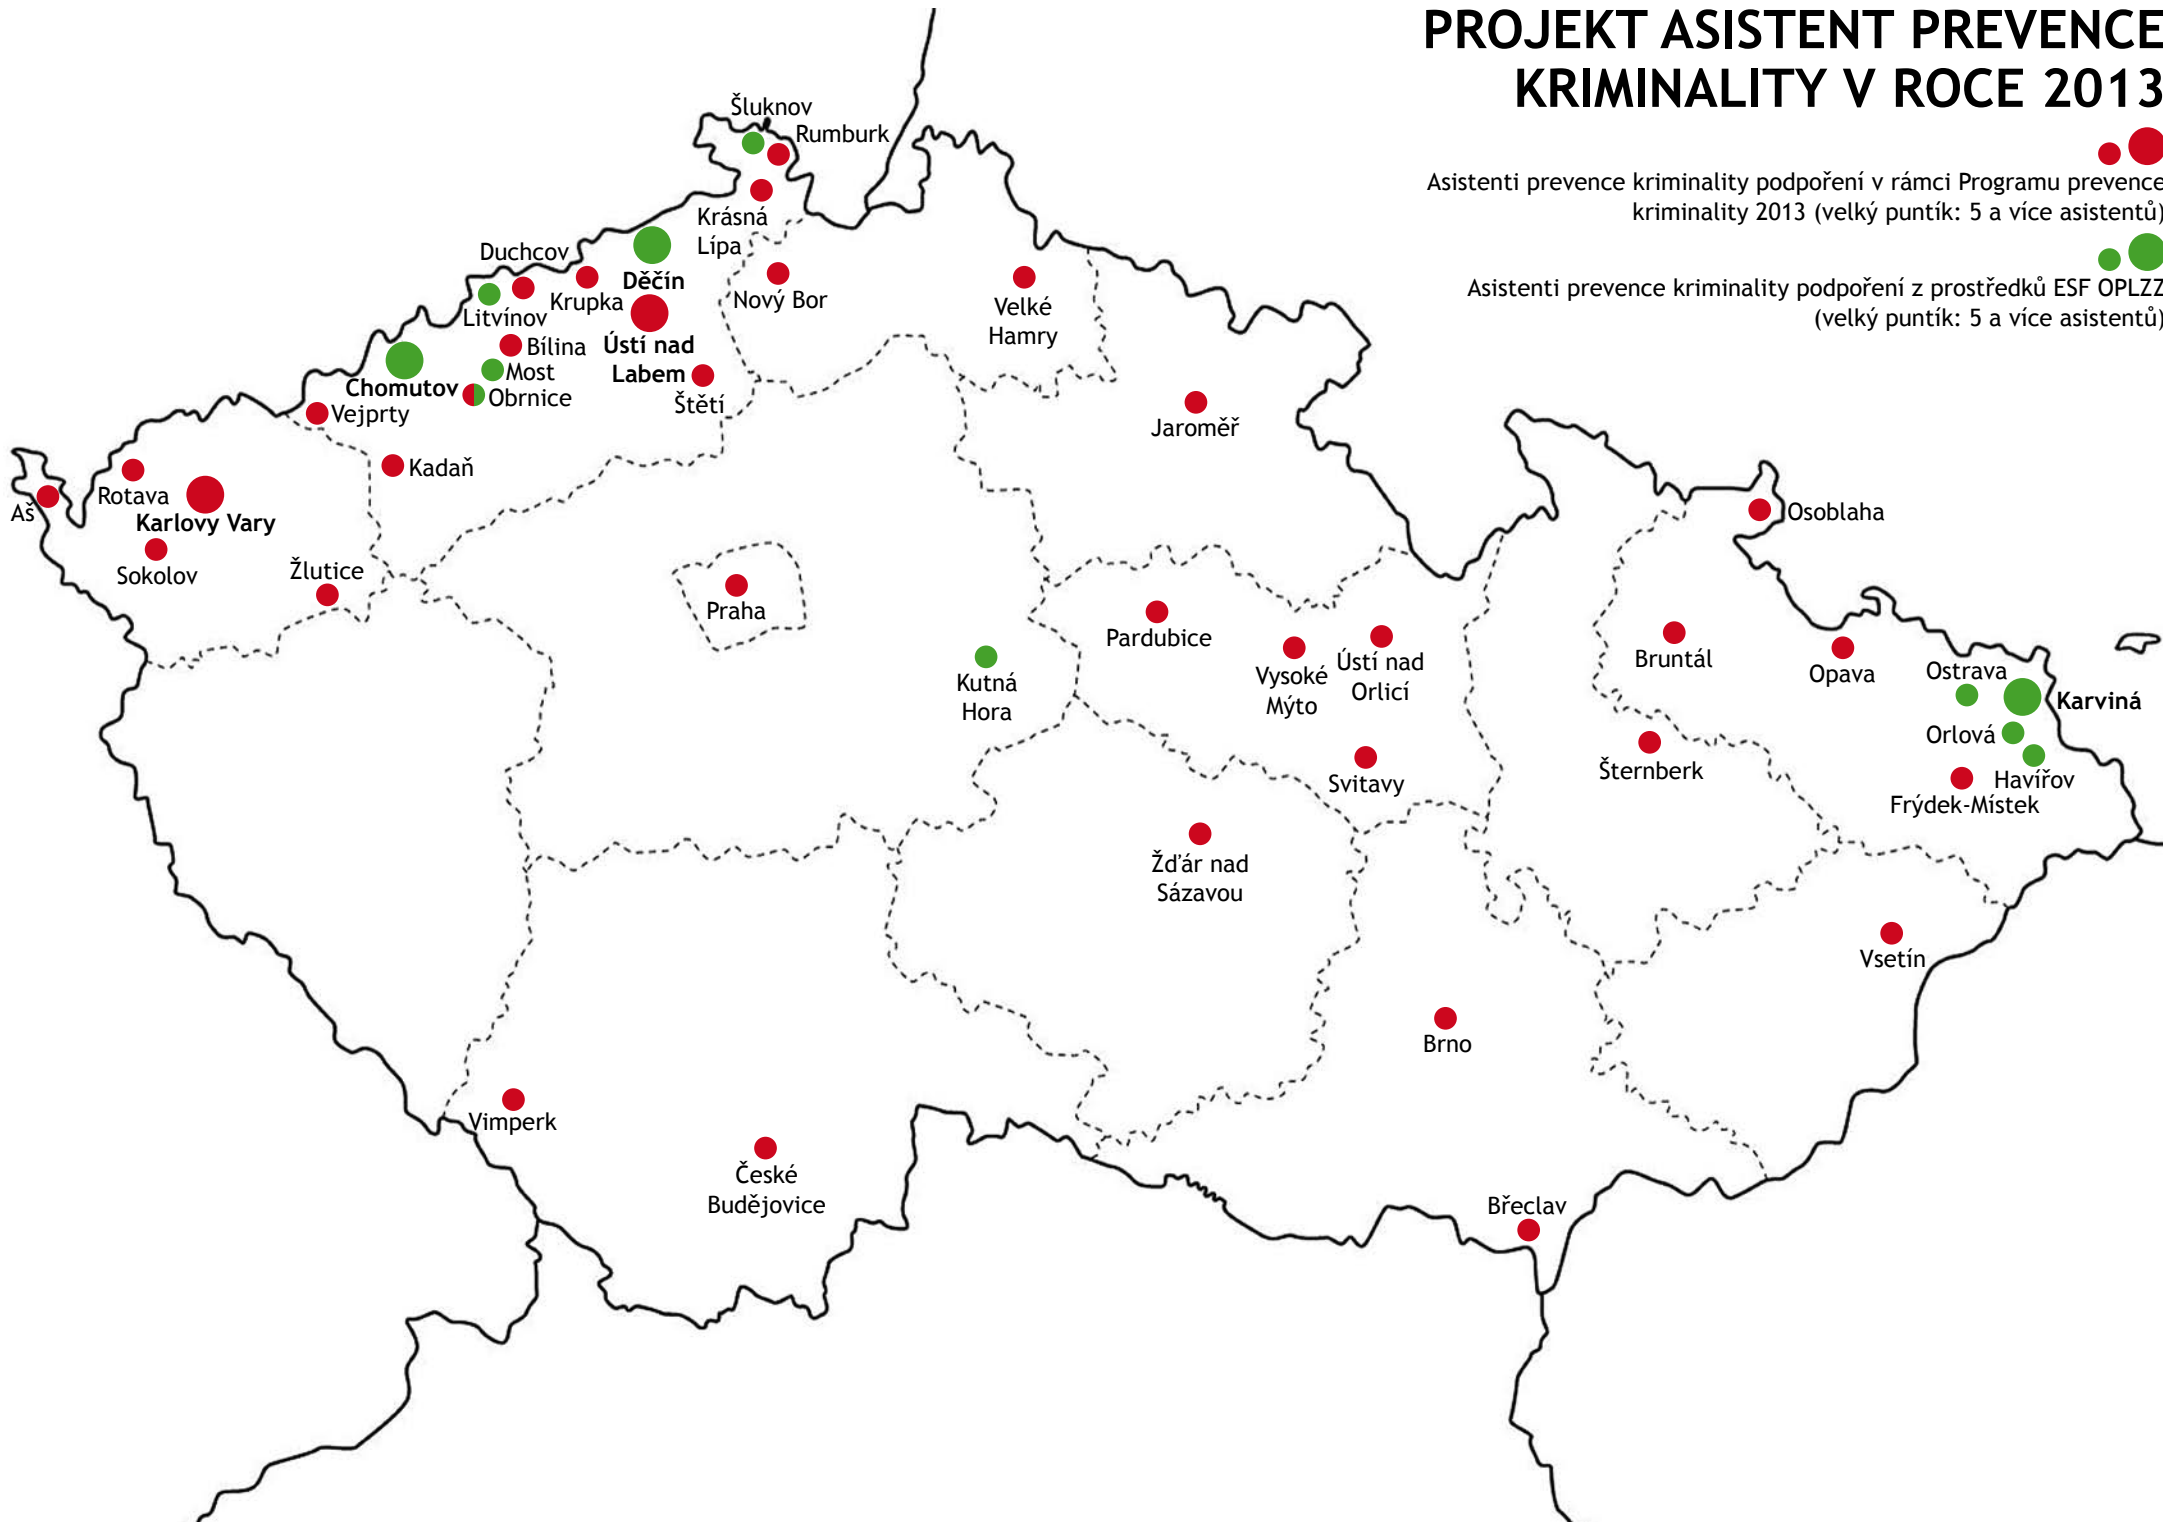 PROJEKT ASISTENT PREVENCE
KRIMINALITY V ROCE 2013
Asistenti prevence kriminality podpoření v rámci Programu prevence
kriminality 2013 (velký puntík: 5 a více asistentů)
Asistenti prevence kriminality podpoření z prostředků ESF OPLZZ
(velký puntík: 5 a více asistentů)
Šluknov
Rumburk
Krásná
Lípa
Duchcov
Děčín
Krupka
Nový Bor
Velké
Hamry
Litvínov
Bílina
Ústí nad
Labem
Most
Chomutov
Obrnice
Štětí
Vejprty
Jaroměř
Kadaň
Rotava
Aš
Karlovy Vary
Osoblaha
Sokolov
Žlutice
Praha
Pardubice
Vysoké
Mýto
Ústí nad
Orlicí
Bruntál
Opava
Ostrava
Kutná
Hora
Karviná
Orlová
Šternberk
Svitavy
Havířov
Frýdek-Místek
Žďár nad
Sázavou
Vsetín
Brno
Vimperk
České
Budějovice
Břeclav